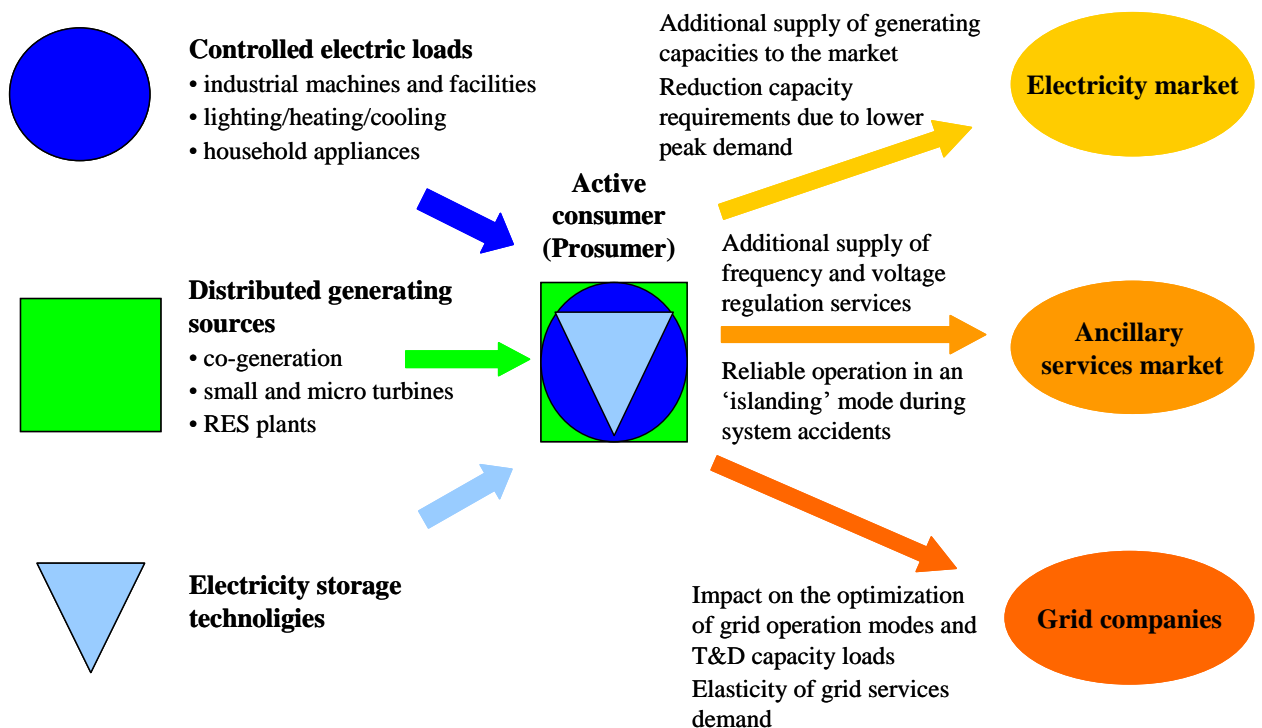 Controlled electric loads
• industrial machines and facilities
• lighting/heating/cooling
• household appliances
Distributed generating
sources
• co-generation
• small and micro turbines
• RES plants
Electricity storage
technoligies
Active
consumer
(Prosumer)
Additional supply of generating
capacities to the market
Reduction capacity
requirements due to lower
peak demand
Additional supply of
frequency and voltage
regulation services
Reliable operation in an
‘islanding’ mode during
system accidents
Impact on the optimization
of grid operation modes and
T&D capacity loads
Elasticity of grid services
demand
Electricity market
Ancillary
services market
Grid companies